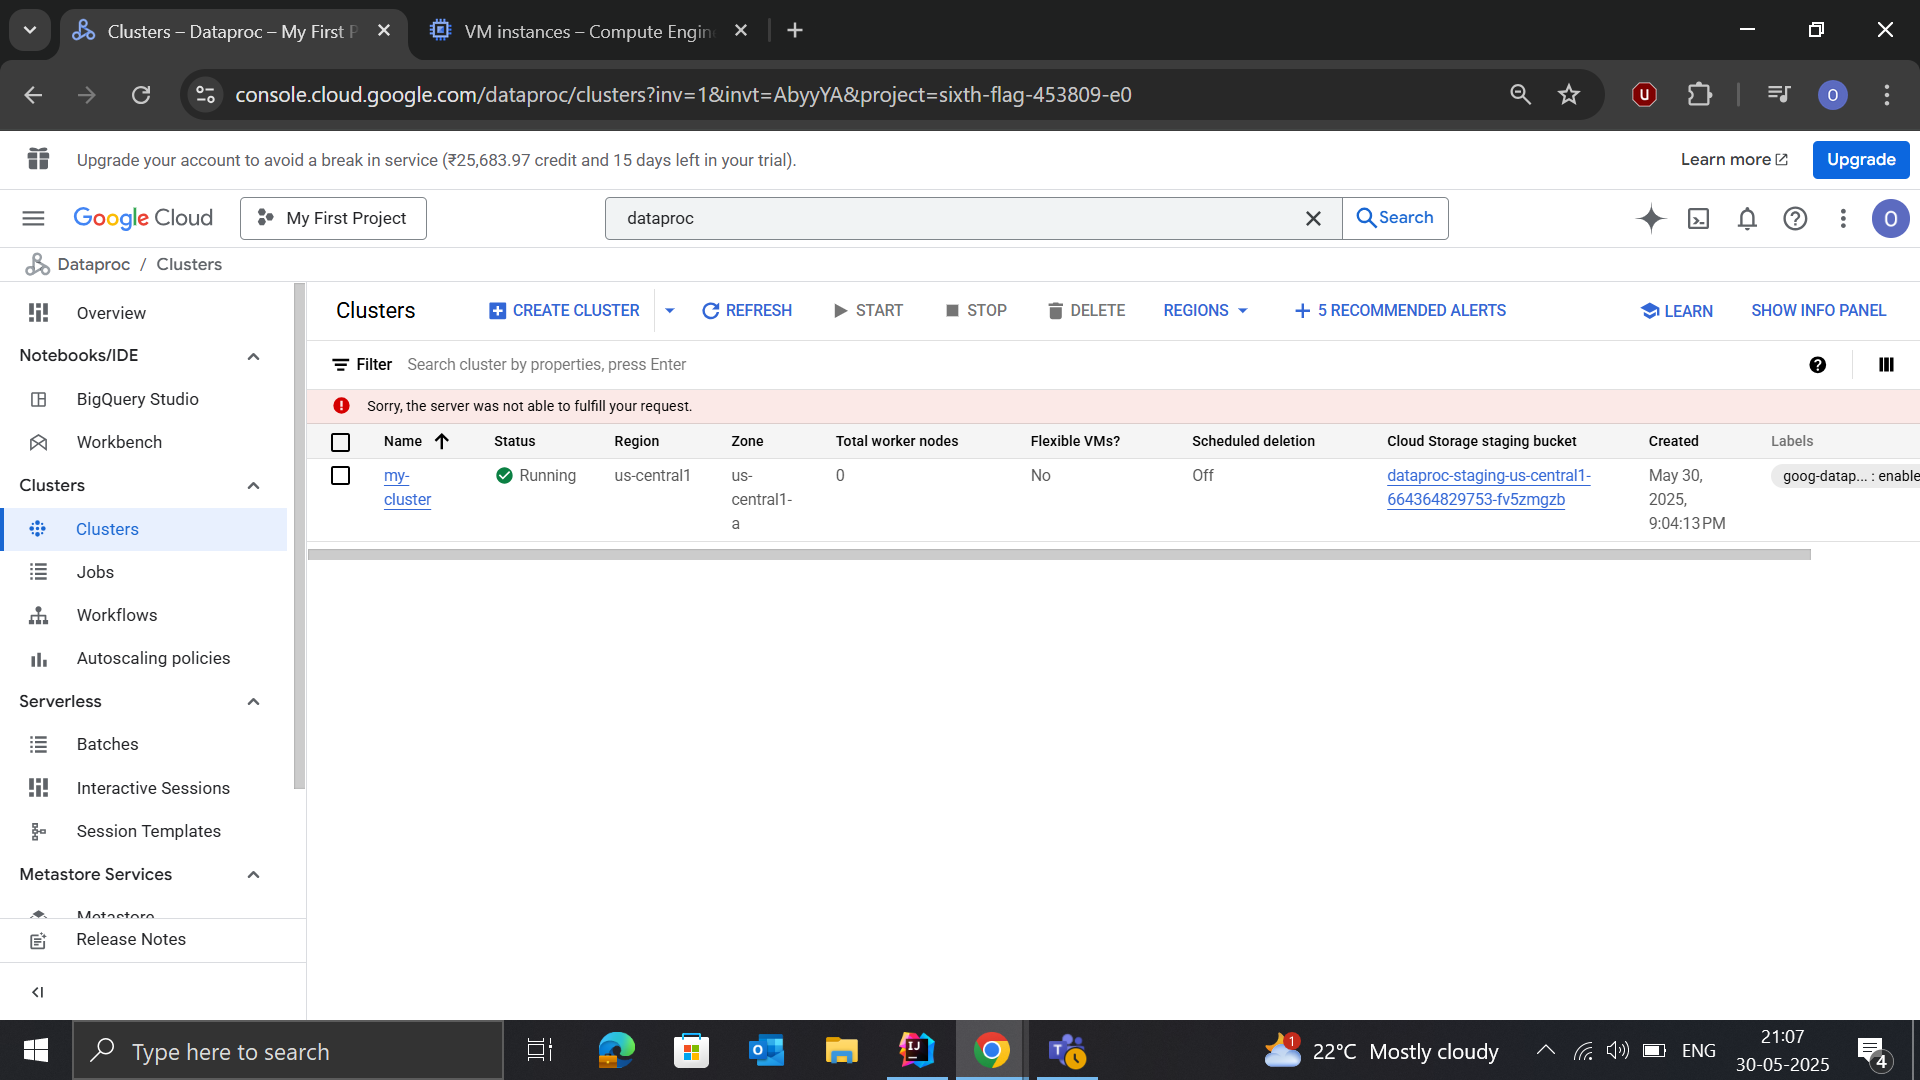 Clusters – Dataproc – My First P
VM instances – Compute Engin
console.cloud.google.com/dataproc/clusters?inv=1&invt=AbyyYA&project=sixth-flag-453809-e0
O
Upgrade your account to avoid a break in service (₹25,683.97 credit and 15 days left in your trial).
Learn more
Upgrade
Google Cloud
My First Project
dataproc
Search
O
Dataproc / Clusters
Overview
Notebooks/IDE
BigQuery Studio
Workbench
Clusters
Clusters
Jobs
Workflows
Autoscaling policies
Serverless
Batches
Interactive Sessions
Session Templates
Metastore Services
Metastore
Release Notes
Clusters
CREATE CLUSTER
REFRESH
START
STOP
DELETE
REGIONS
5 RECOMMENDED ALERTS
LEARN
SHOW INFO PANEL
Filter Search cluster by properties, press Enter
Sorry, the server was not able to fulfill your request.
Name Status Region Zone Total worker nodes Flexible VMs? Scheduled deletion Cloud Storage staging bucket Created Labels
my-
cluster
Running
us-central1
us-
central1-
a
0
No
Off
dataproc-staging-us-central1-
664364829753-fv5zmgzb
May 30,
2025,
9:04:13 PM
goog-datap... : enable
Type here to search
1
22°C Mostly cloudy
ENG
21:07
30-05-2025
4